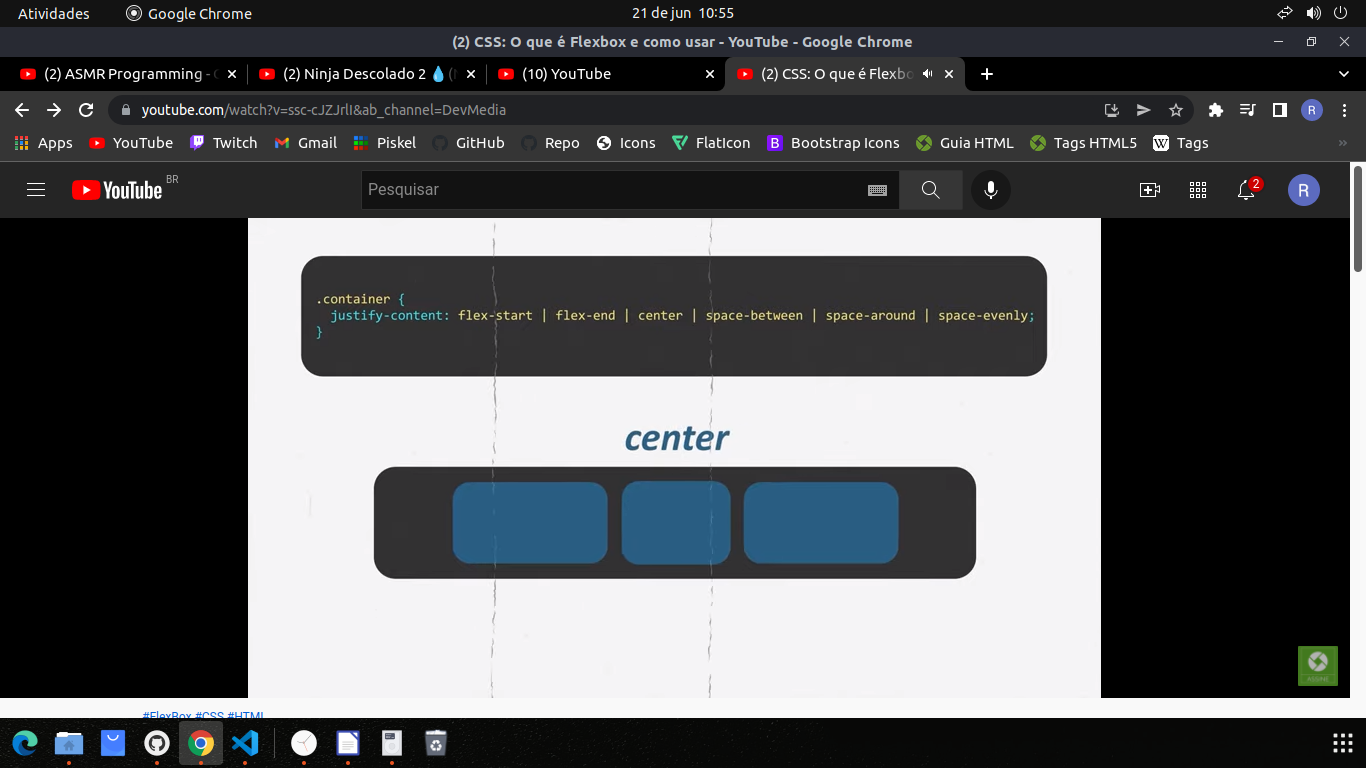 Atividades Google Chrome 21 de jun 10:55
(2) CSS: O que é Flexbox e como usar - YouTube - Google Chrome
(2) ASMR Programming - (2) Ninja Descolado 2 (10) YouTube (2) CSS: O que é Flexbo
youtube.com/watch?v=ssc-cJZJrlI&ab_channel=DevMedia R
Apps YouTube Twitch Gmail Piskel GitHub Repo Icons FlatIcon B Bootstrap Icons Guia HTML Tags HTML5 W Tags »
YouTube BR Pesquisar 2 R
.container {
justify-content: flex-start | flex-end | center | space-between | space-around | space-evenly;
}
center
#FlexBox #CSS #HTML